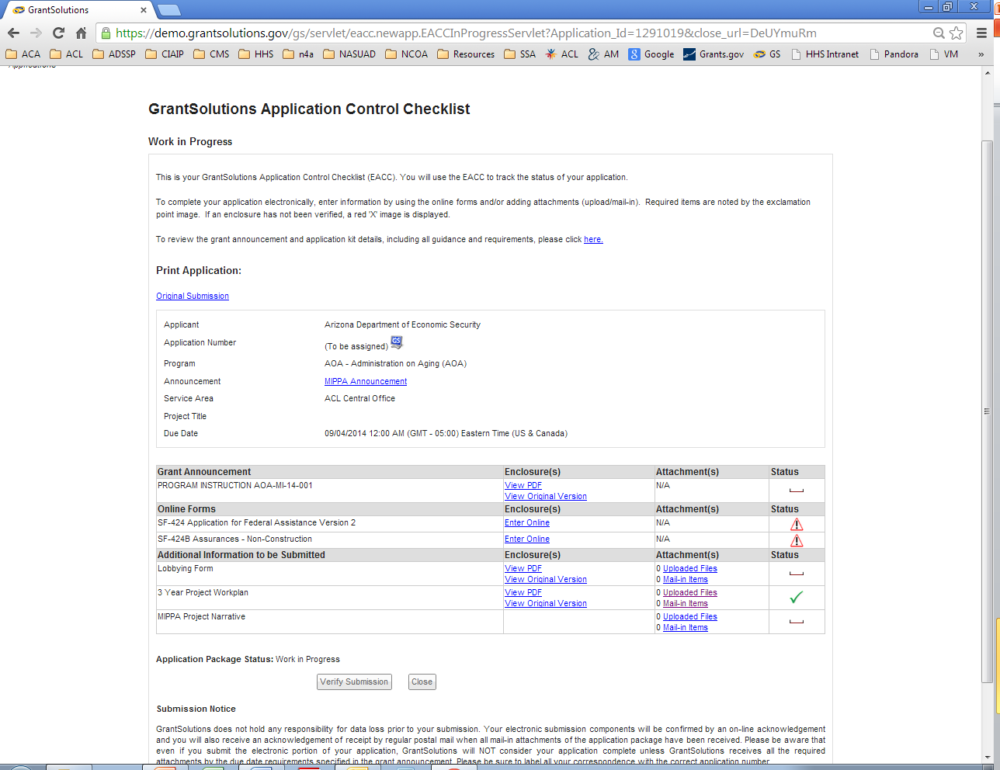 GrantSolutions
https://demo.grantsolutions.gov/gs/servlet/eacc.newapp.EACCInProgressServlet?Application_Id=1291019&close_url=DeUYmuRm
ACA ACL ADSSP CIAIP CMS HHS n4a NASUAD NCOA Resources SSA ACL AM Google Grants.gov GS HHS Intranet Pandora VM »
Applications
GrantSolutions Application Control Checklist
Work in Progress
This is your GrantSolutions Application Control Checklist (EACC). You will use the EACC to track the status of your application.
To complete your application electronically, enter information by using the online forms and/or adding attachments (upload/mail-in). Required items are noted by the exclamation
point image. If an enclosure has not been verified, a red 'X' image is displayed.
To review the grant announcement and application kit details, including all guidance and requirements, please click here.
Print Application:
Original Submission
Applicant Arizona Department of Economic Security
Application Number (To be assigned) GS
Program AOA - Administration on Aging (AOA)
Announcement MIPPA Announcement
Service Area ACL Central Office
Project Title
Due Date 09/04/2014 12:00 AM (GMT - 05:00) Eastern Time (US & Canada)
Grant Announcement Enclosure(s) Attachment(s) Status
PROGRAM INSTRUCTION AOA-MI-14-001 View PDF N/A
View Original Version
Online Forms Enclosure(s) Attachment(s) Status
SF-424 Application for Federal Assistance Version 2 Enter Online N/A
SF-424B Assurances - Non-Construction Enter Online N/A
Additional Information to be Submitted Enclosure(s) Attachment(s) Status
Lobbying Form View PDF 0 Uploaded Files
View Original Version 0 Mail-in Items
3 Year Project Workplan View PDF 0 Uploaded Files
View Original Version 0 Mail-in Items
MIPPA Project Narrative 0 Uploaded Files
0 Mail-in Items
Application Package Status: Work in Progress
Verify Submission Close
Submission Notice
GrantSolutions does not hold any responsibility for data loss prior to your submission. Your electronic submission components will be confirmed by an on-line acknowledgement
and you will also receive an acknowledgement of receipt by regular postal mail when all mail-in attachments of the application package have been received. Please be aware that
even if you submit the electronic portion of your application, GrantSolutions will NOT consider your application complete unless GrantSolutions receives all the required
attachments by the due date requirements specified in the grant announcement. Please be sure to label all your correspondence with the correct application number.